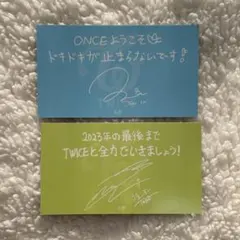 ONCEようこそ
ドキドキが止まらないです!!
2023年の最後まで
TWICEと全力でいきましょう!